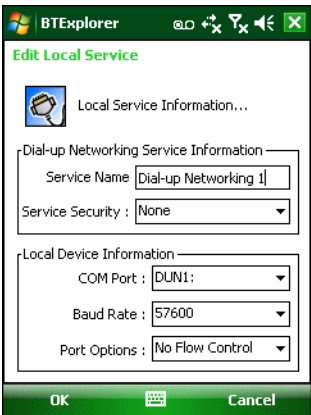 BTExplorer
Edit Local Service
Local Service Information...
Dial-up Networking Service Information
Service Name Dial-up Networking 1
Service Security : None
Local Device Information
COM Port : DUN1:
Baud Rate : 57600
Port Options : No Flow Control
OK Cancel